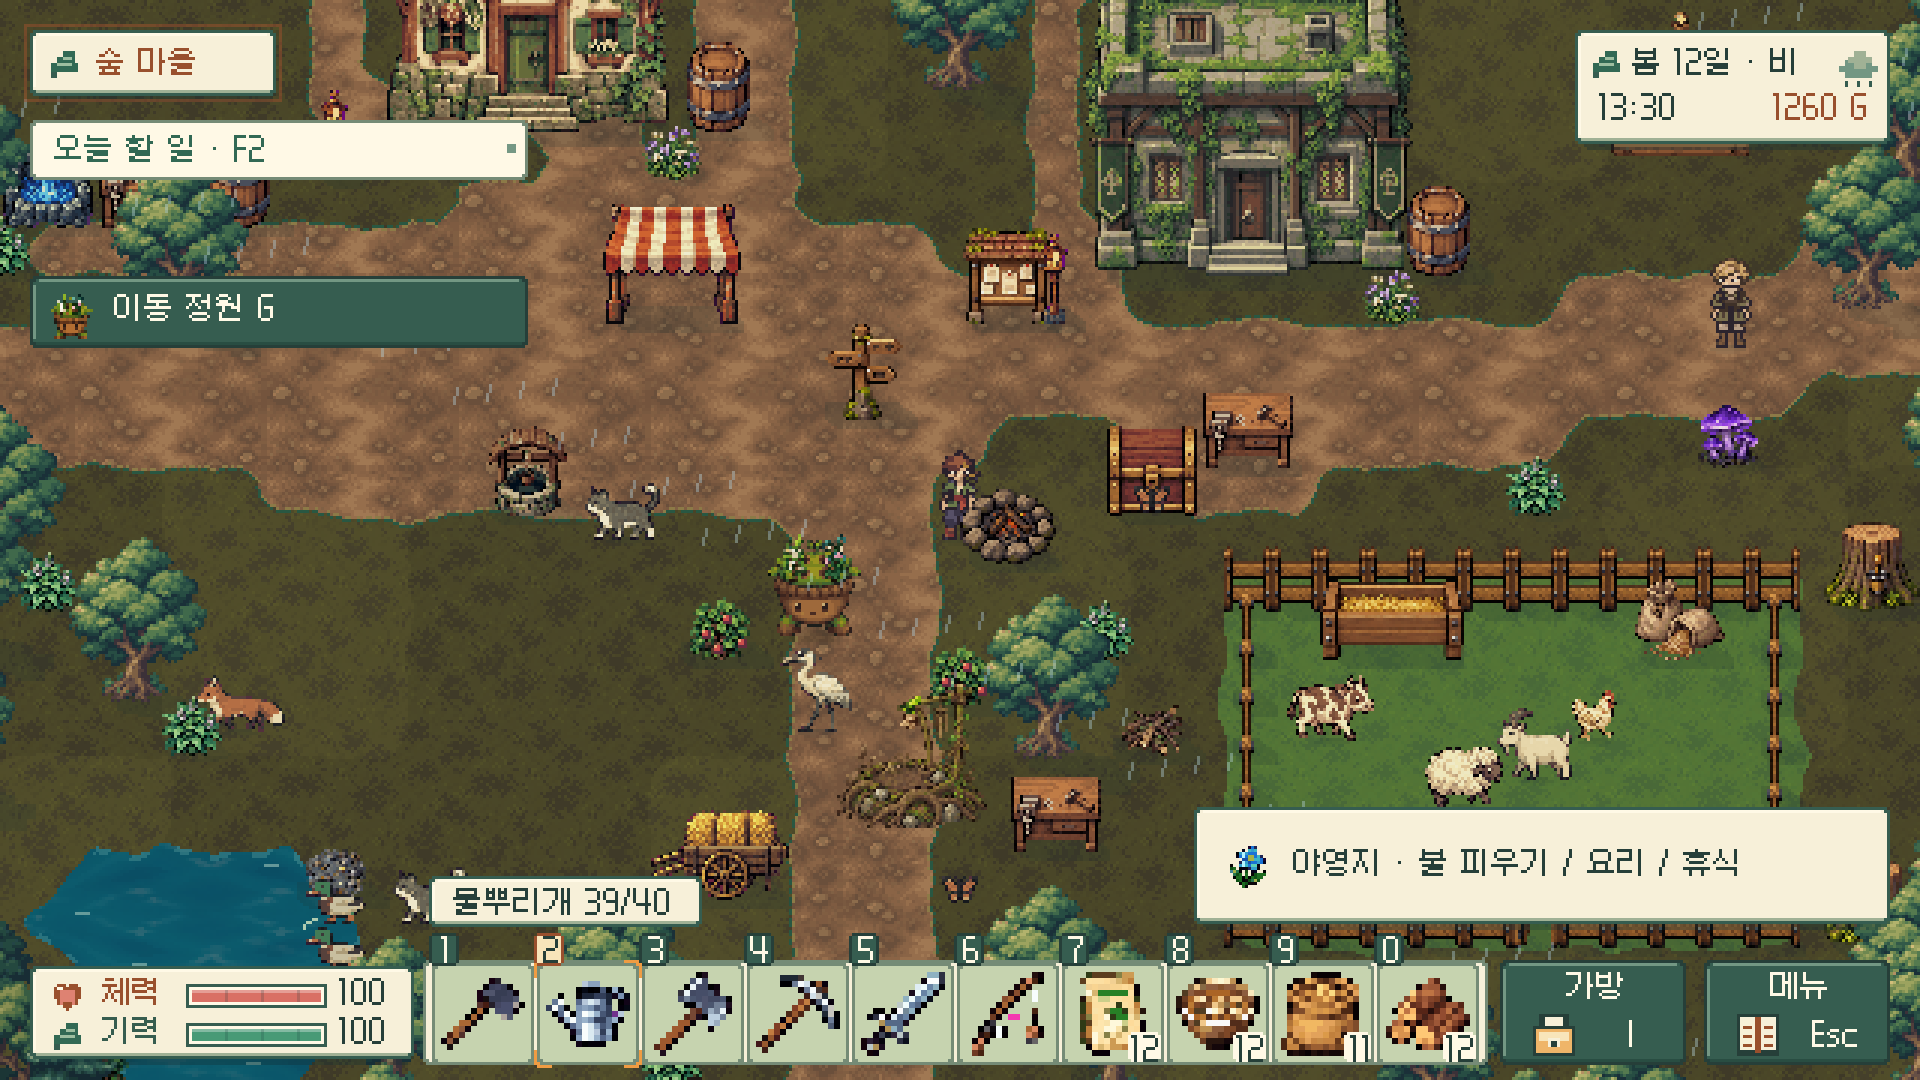 숲 마을
봄 12일 · 비
13:30 1260 G
오늘 할 일 · F2
이동 정원 G
야영지 · 불 피우기 / 요리 / 휴식
물뿌리개 39/40
1 2 3 4 5 6 7 8 9 0
12 12 11 12
체력 100
기력 100
가방
I
메뉴
Esc